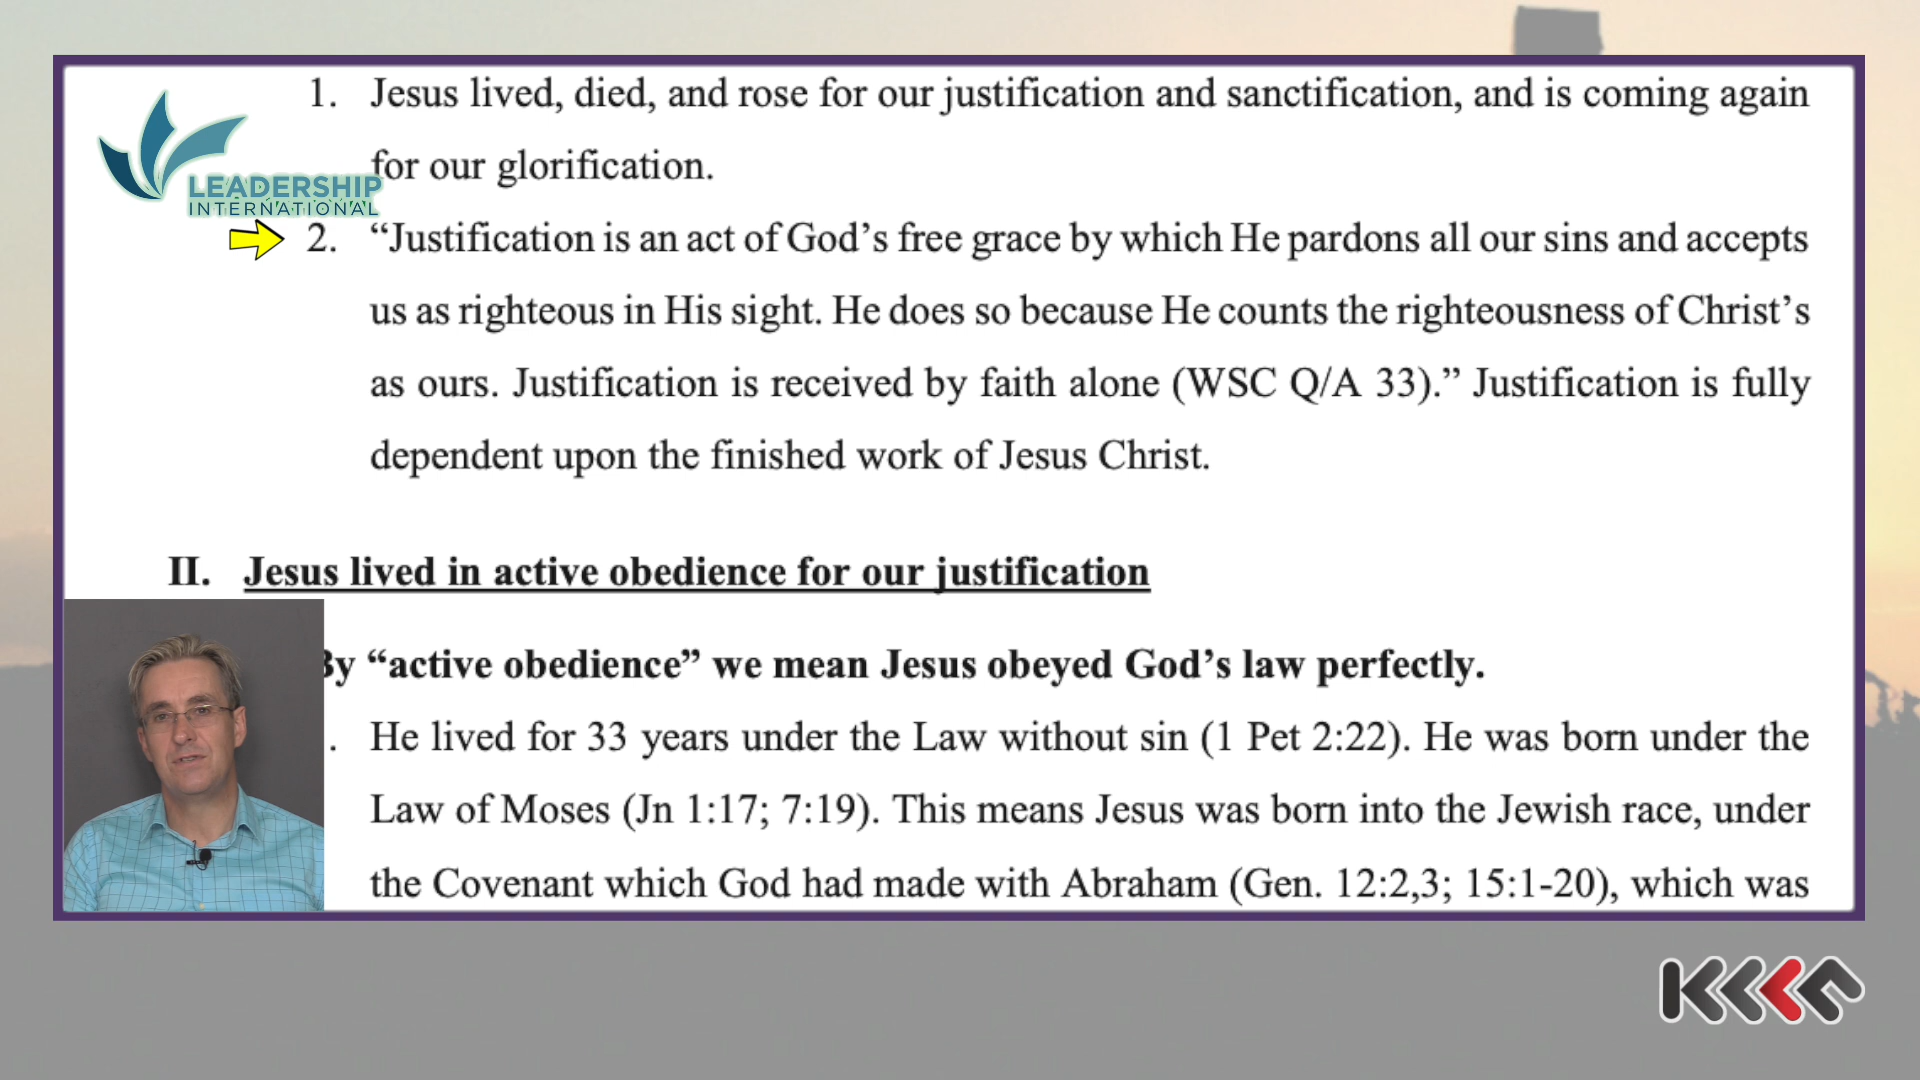 1. Jesus lived, died, and rose for our justification and sanctification, and is coming again
for our glorification.
LEADERSHIP
INTERNATIONAL
2. “Justification is an act of God’s free grace by which He pardons all our sins and accepts
us as righteous in His sight. He does so because He counts the righteousness of Christ’s
as ours. Justification is received by faith alone (WSC Q/A 33).” Justification is fully
dependent upon the finished work of Jesus Christ.
II. Jesus lived in active obedience for our justification
By “active obedience” we mean Jesus obeyed God’s law perfectly.
. He lived for 33 years under the Law without sin (1 Pet 2:22). He was born under the
Law of Moses (Jn 1:17; 7:19). This means Jesus was born into the Jewish race, under
the Covenant which God had made with Abraham (Gen. 12:2,3; 15:1-20), which was